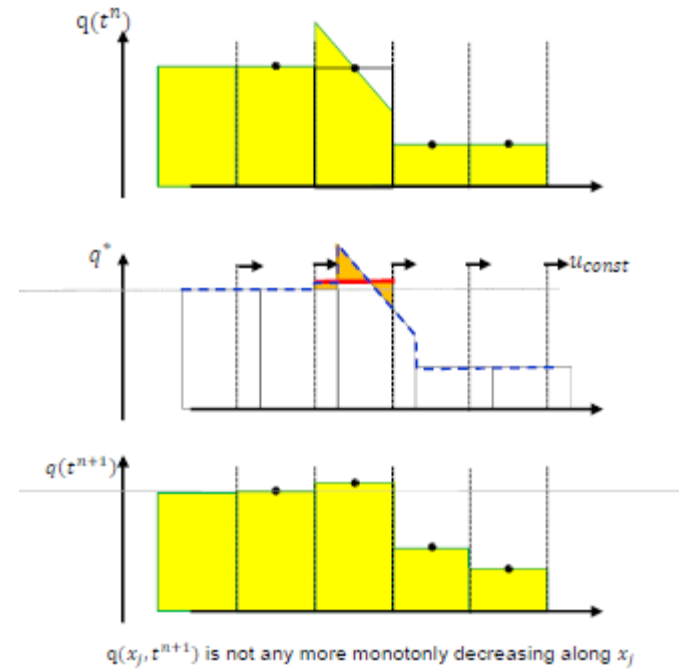 q(tⁿ)
q*
u_const
q(tⁿ⁺¹)
q(x_j, tⁿ⁺¹) is not any more monotonly decreasing along x_j